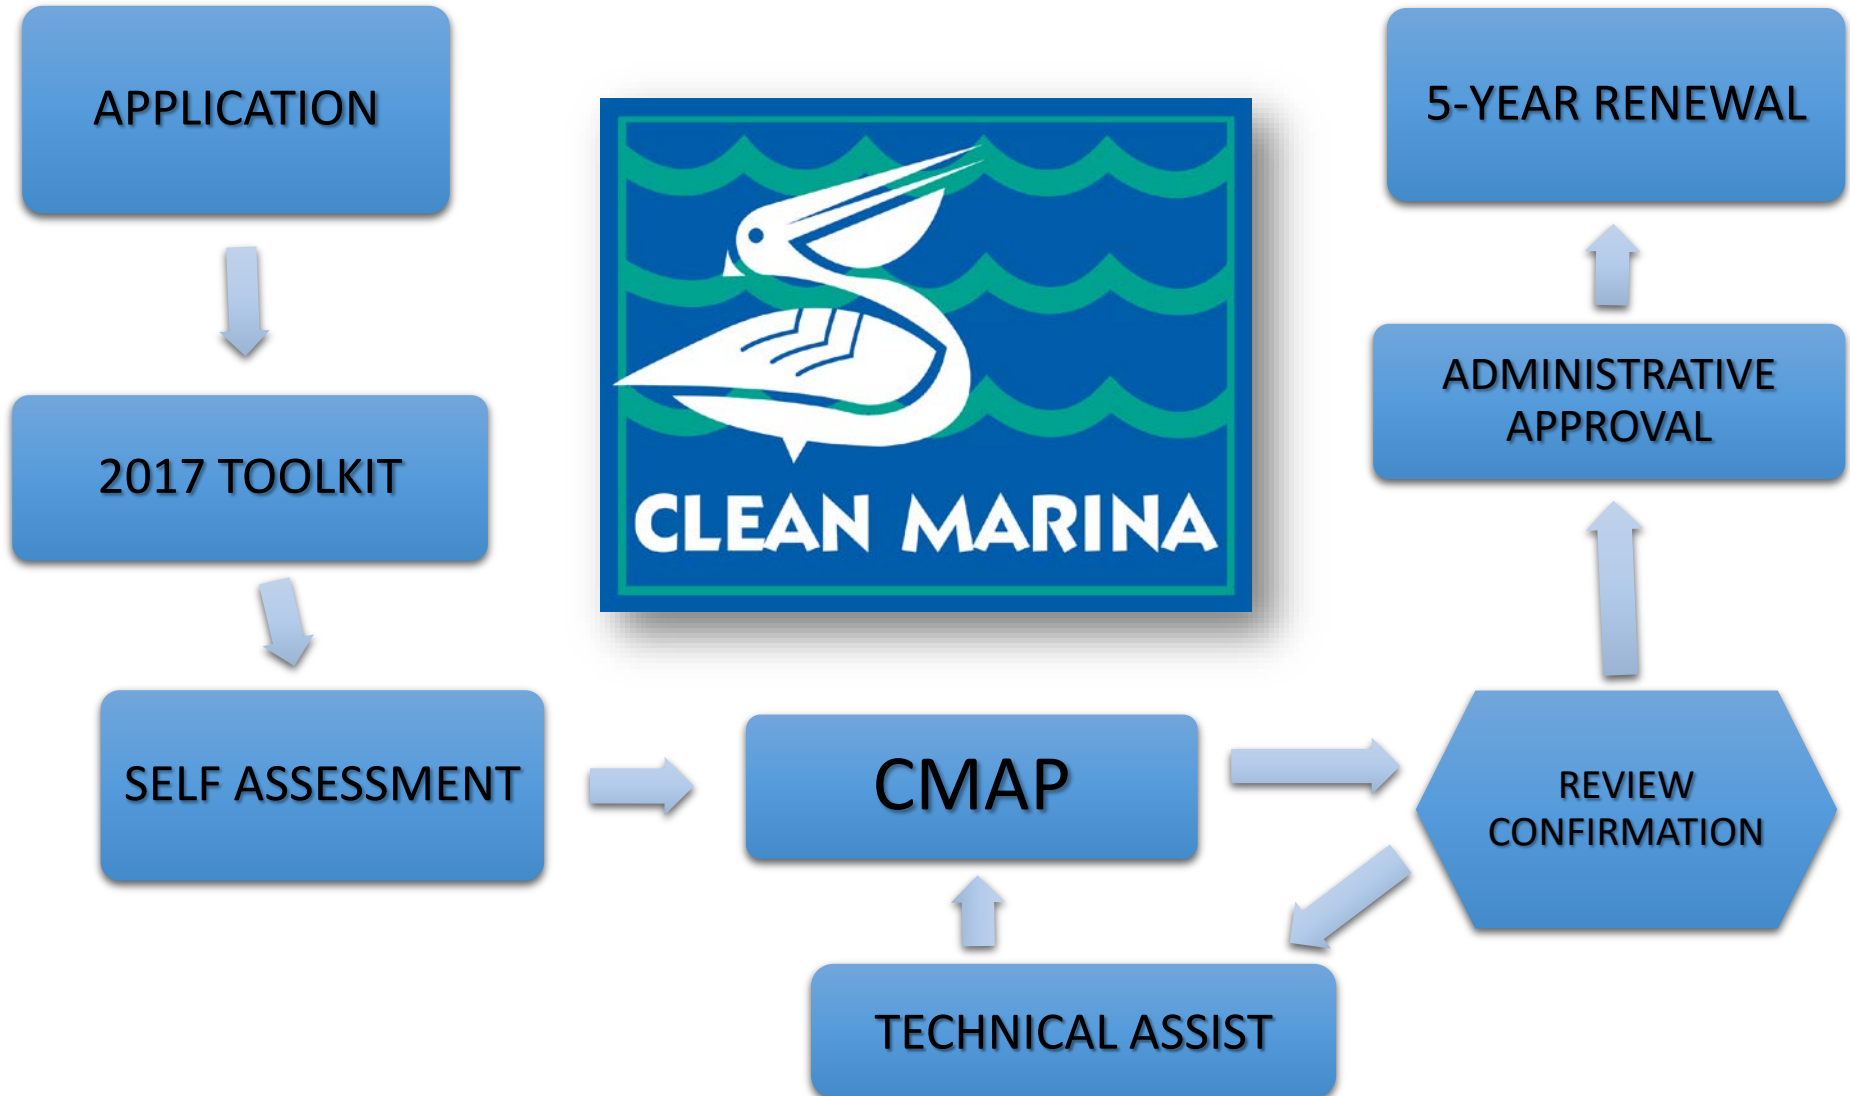 APPLICATION
2017 TOOLKIT
SELF ASSESSMENT
CLEAN MARINA
CMAP
TECHNICAL ASSIST
REVIEW
CONFIRMATION
ADMINISTRATIVE
APPROVAL
5-YEAR RENEWAL